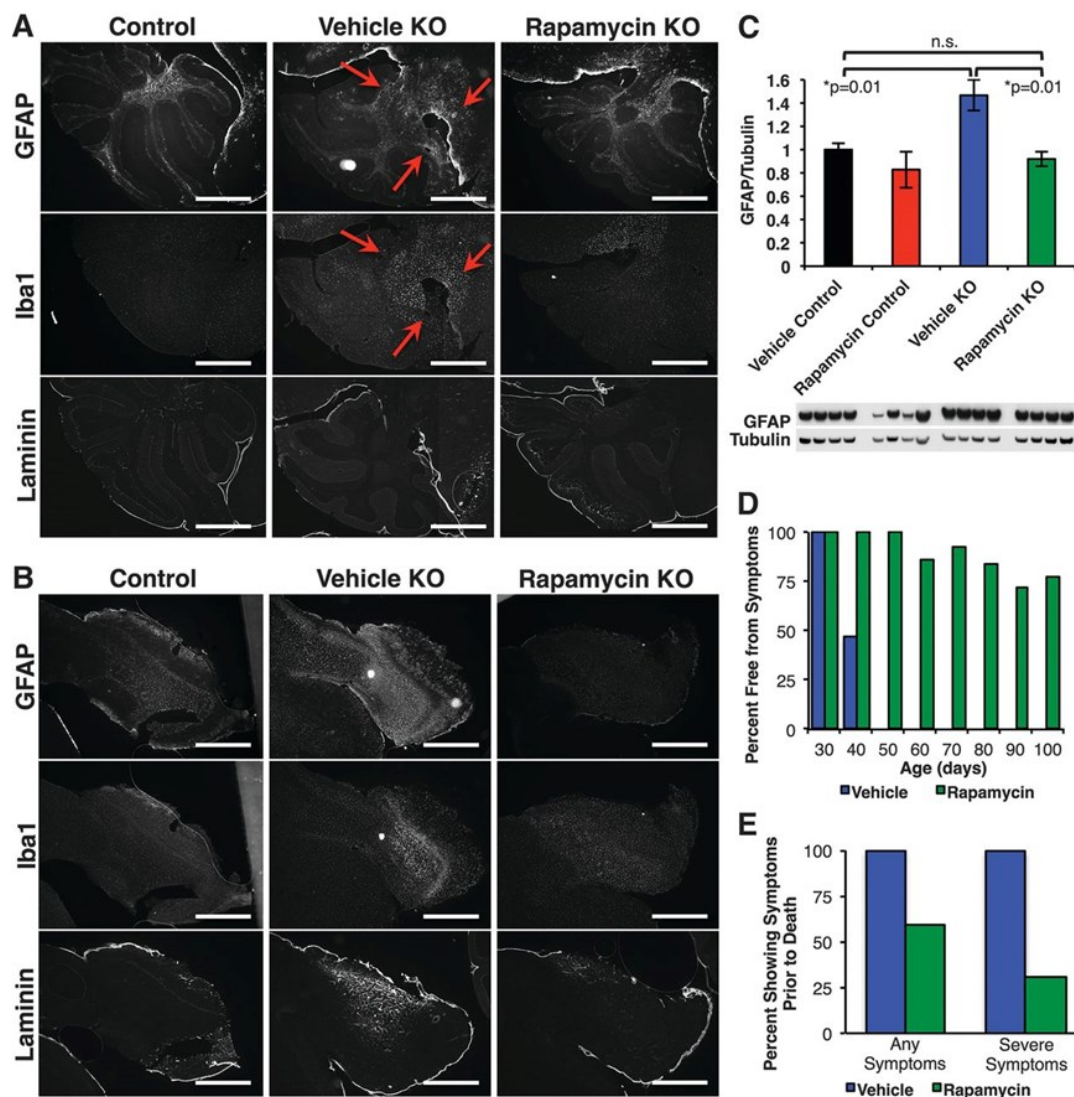 A
Control
Vehicle KO
Rapamycin KO
GFAP
Iba1
Laminin
B
Control
Vehicle KO
Rapamycin KO
GFAP
Iba1
Laminin
C
n.s.
*p=0.01
*p=0.01
GFAP/Tubulin
1.6
1.4
1.2
1
0.8
0.6
0.4
0.2
0
Vehicle Control
Rapamycin Control
Vehicle KO
Rapamycin KO
GFAP
Tubulin
D
Percent Free from Symptoms
100
75
50
25
0
30 40 50 60 70 80 90 100
Age (days)
Vehicle Rapamycin
E
Percent Showing Symptoms
Prior to Death
100
75
50
25
0
Any
Symptoms
Severe
Symptoms
Vehicle Rapamycin